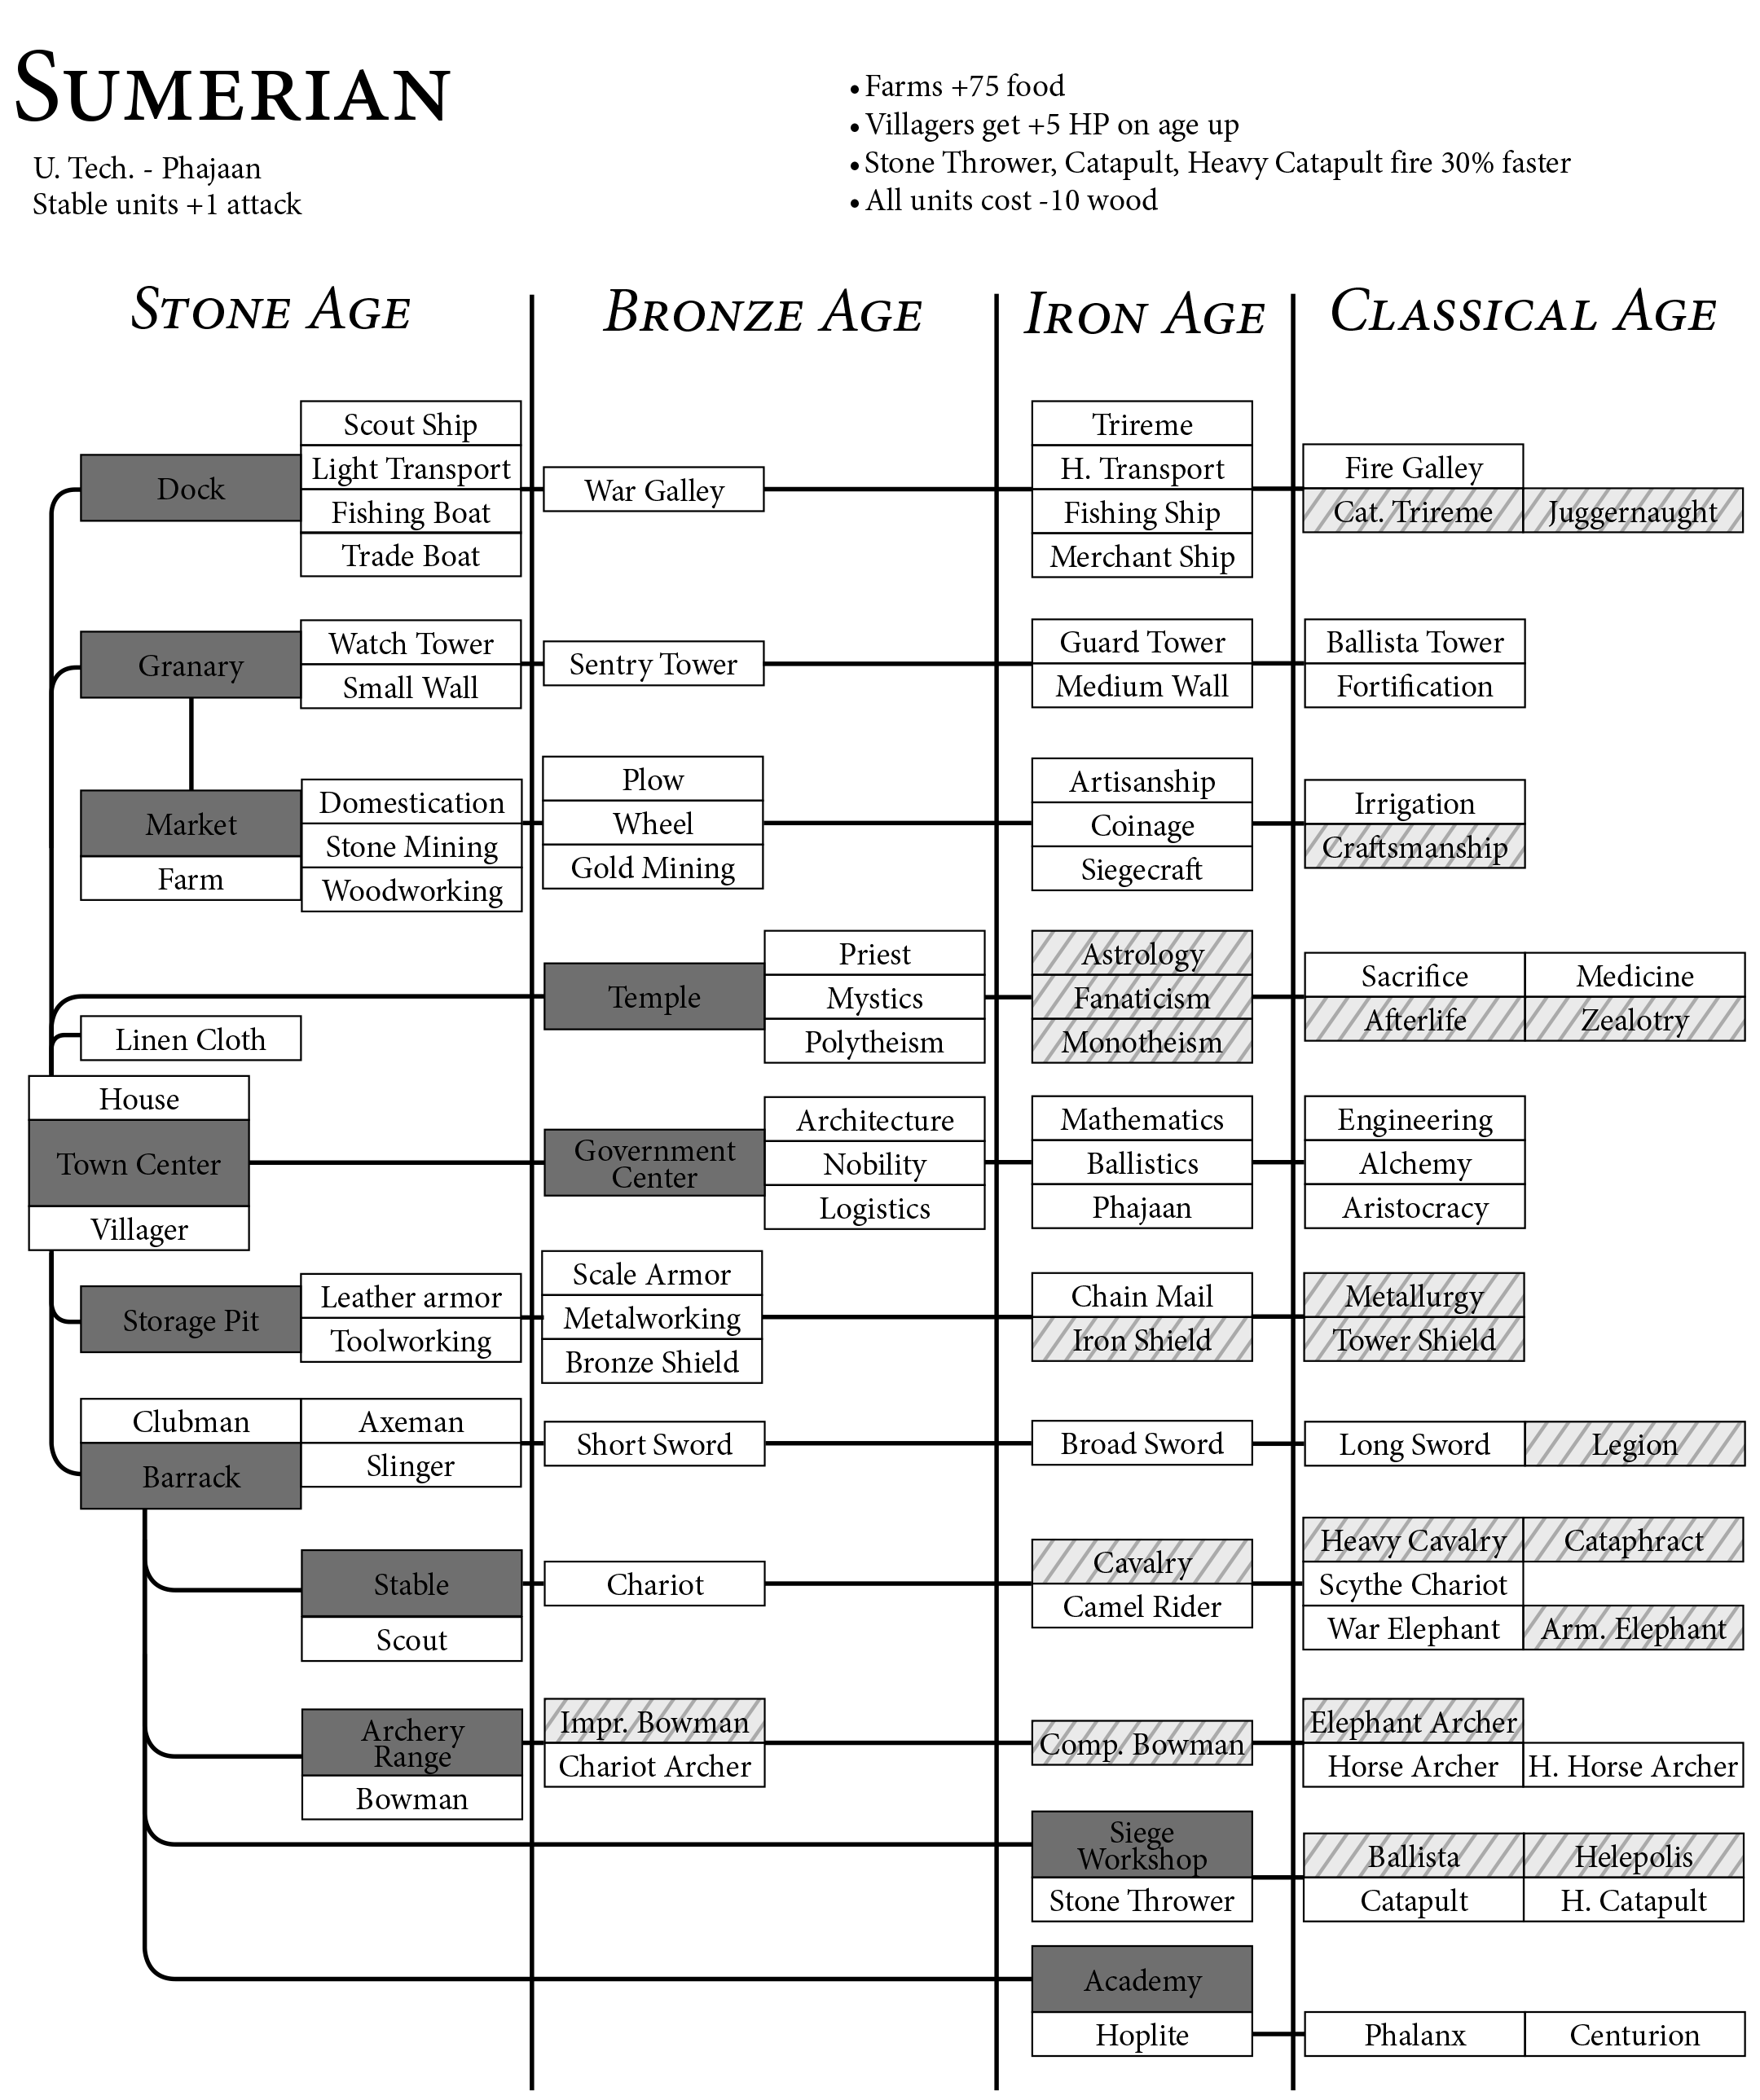 SUMERIAN
U. Tech. - Phajaan
Stable units +1 attack
• Farms +75 food
• Villagers get +5 HP on age up
• Stone Thrower, Catapult, Heavy Catapult fire 30% faster
• All units cost -10 wood
STONE AGE
BRONZE AGE
IRON AGE
CLASSICAL AGE
Dock
Scout Ship
Light Transport
Fishing Boat
Trade Boat
War Galley
Trireme
H. Transport
Fishing Ship
Merchant Ship
Fire Galley
Cat. Trireme
Juggernaught
Granary
Watch Tower
Small Wall
Sentry Tower
Guard Tower
Medium Wall
Ballista Tower
Fortification
Market
Farm
Domestication
Stone Mining
Woodworking
Plow
Wheel
Gold Mining
Artisanship
Coinage
Siegecraft
Irrigation
Craftsmanship
Temple
Priest
Mystics
Polytheism
Astrology
Fanaticism
Monotheism
Sacrifice
Medicine
Afterlife
Zealotry
Linen Cloth
House
Town Center
Villager
Government
Center
Architecture
Nobility
Logistics
Mathematics
Ballistics
Phajaan
Engineering
Alchemy
Aristocracy
Storage Pit
Leather armor
Toolworking
Scale Armor
Metalworking
Bronze Shield
Chain Mail
Iron Shield
Metallurgy
Tower Shield
Clubman
Barrack
Axeman
Slinger
Short Sword
Broad Sword
Long Sword
Legion
Stable
Scout
Chariot
Cavalry
Camel Rider
Heavy Cavalry
Cataphract
Scythe Chariot
War Elephant
Arm. Elephant
Archery
Range
Bowman
Impr. Bowman
Chariot Archer
Comp. Bowman
Elephant Archer
Horse Archer
H. Horse Archer
Siege
Workshop
Stone Thrower
Ballista
Helepolis
Catapult
H. Catapult
Academy
Hoplite
Phalanx
Centurion